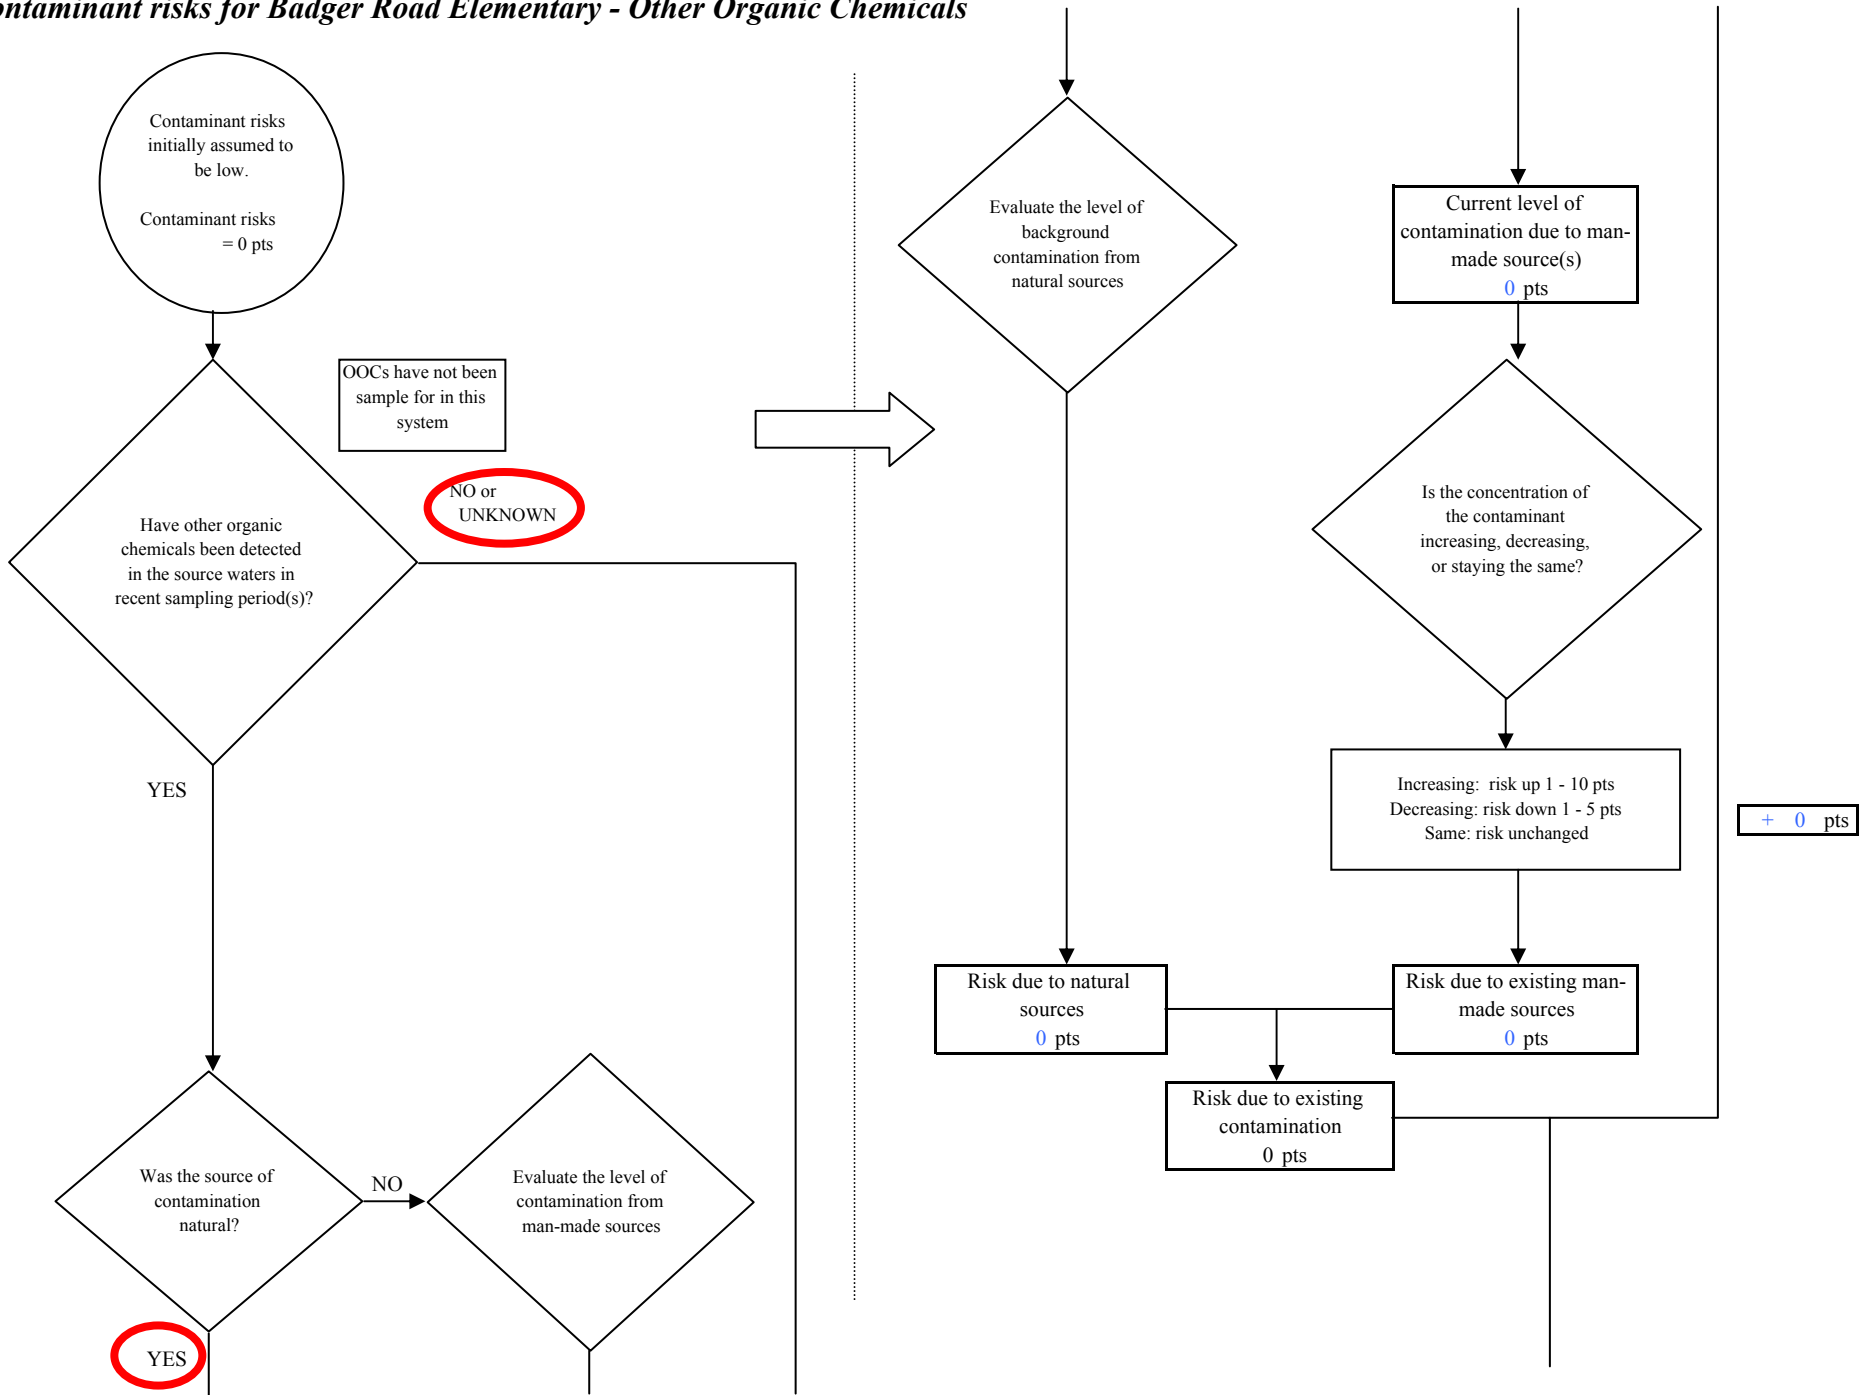 ontaminant risks for Badger Road Elementary - Other Organic Chemicals
Contaminant risks
initially assumed to
be low.
Contaminant risks
= 0 pts
OOCs have not been
sample for in this
system
NO or
UNKNOWN
Have other organic
chemicals been detected
in the source waters in
recent sampling period(s)?
YES
Was the source of
contamination
natural?
NO
Evaluate the level of
contamination from
man-made sources
YES
Evaluate the level of
background
contamination from
natural sources
Current level of
contamination due to man-
made source(s)
0 pts
Is the concentration of
the contaminant
increasing, decreasing,
or staying the same?
Increasing: risk up 1 - 10 pts
Decreasing: risk down 1 - 5 pts
Same: risk unchanged
+ 0 pts
Risk due to natural
sources
0 pts
Risk due to existing man-
made sources
0 pts
Risk due to existing
contamination
0 pts